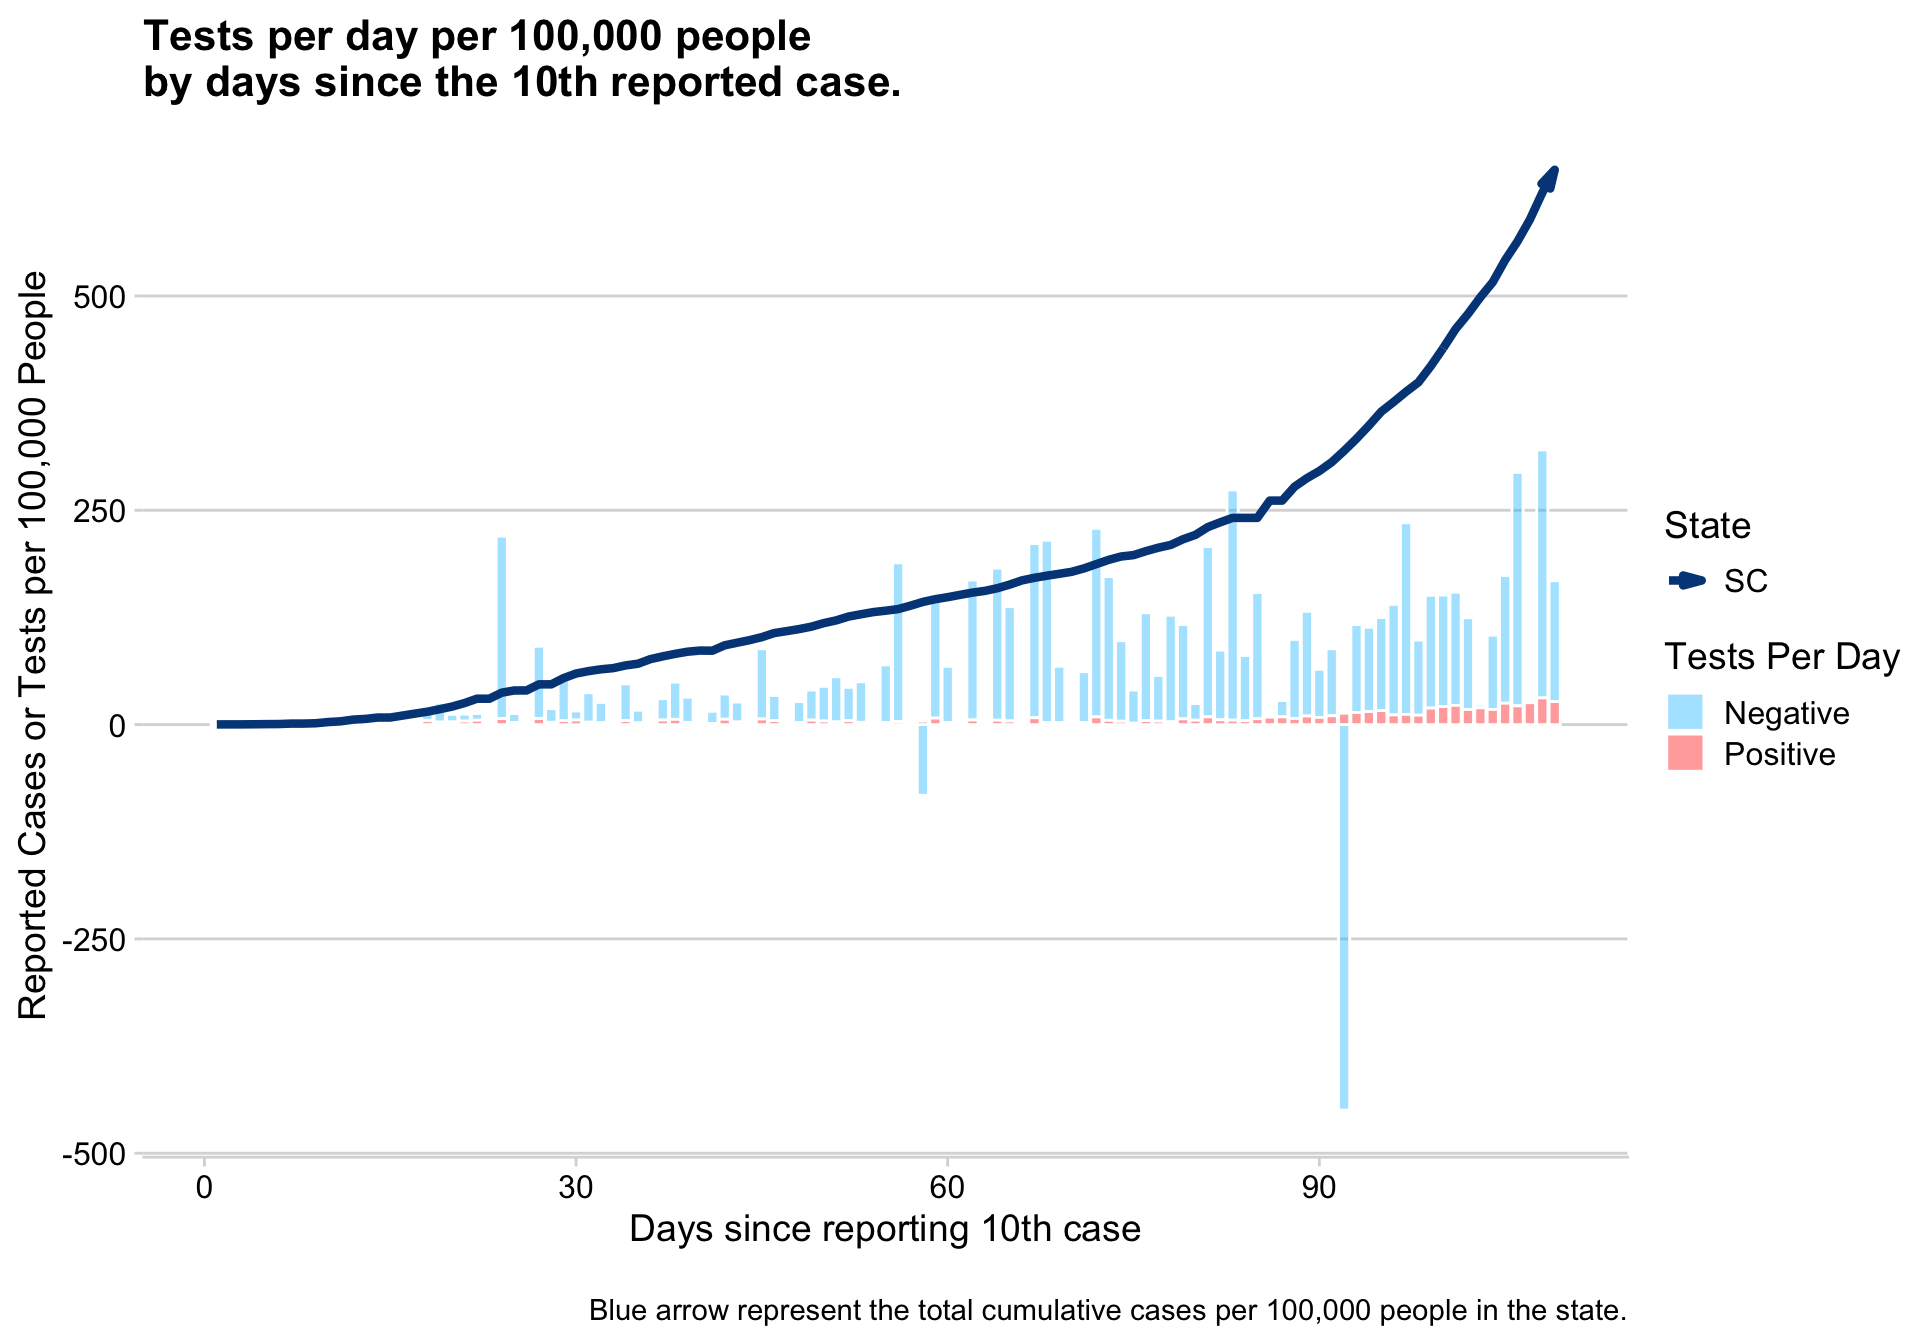 Tests per day per 100,000 people
by days since the 10th reported case.
Reported Cases or Tests per 100,000 People
500
250
0
-250
-500
0
30
60
90
Days since reporting 10th case
State
SC
Tests Per Day
Negative
Positive
Blue arrow represent the total cumulative cases per 100,000 people in the state.